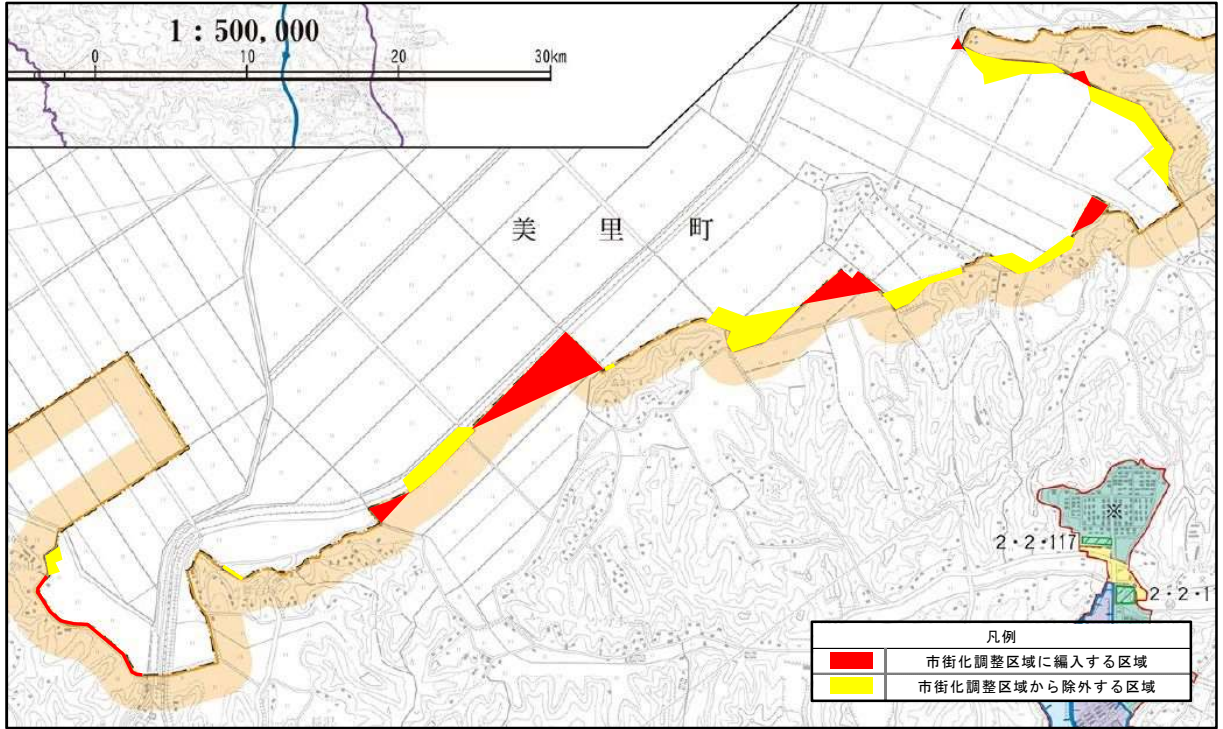 1：500,000
0 10 20 30km
美里町
2・2・117
2・2・11
凡例
市街化調整区域に編入する区域
市街化調整区域から除外する区域